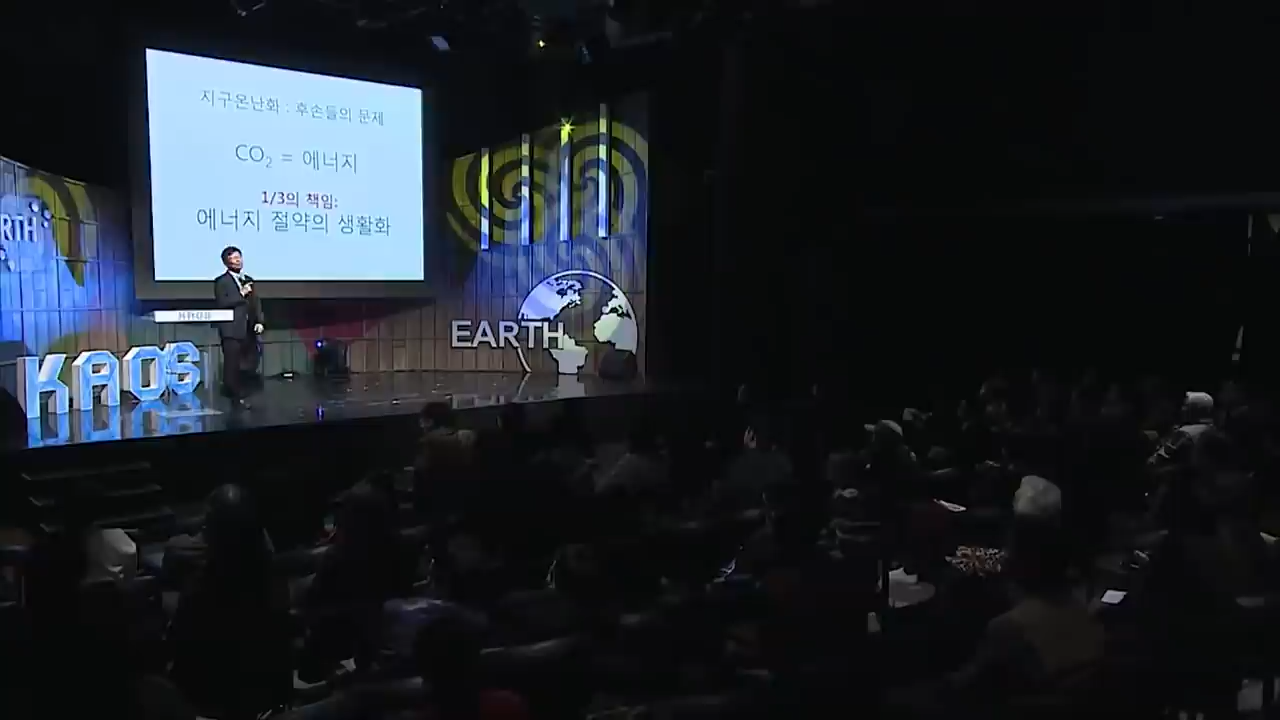 지구온난화 : 후손들의 문제
CO₂ = 에너지
1/3의 책임:
에너지 절약의 생활화
RTH
EARTH
KAOS